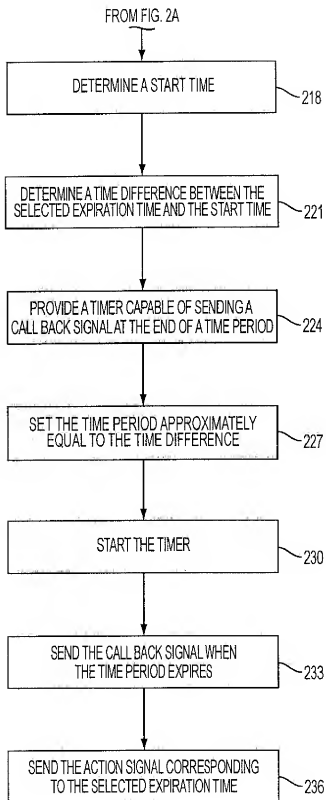 FROM FIG. 2A
DETERMINE A START TIME
218
DETERMINE A TIME DIFFERENCE BETWEEN THE
SELECTED EXPIRATION TIME AND THE START TIME
221
PROVIDE A TIMER CAPABLE OF SENDING A
CALL BACK SIGNAL AT THE END OF A TIME PERIOD
224
SET THE TIME PERIOD APPROXIMATELY
EQUAL TO THE TIME DIFFERENCE
227
START THE TIMER
230
SEND THE CALL BACK SIGNAL WHEN
THE TIME PERIOD EXPIRES
233
SEND THE ACTION SIGNAL CORRESPONDING
TO THE SELECTED EXPIRATION TIME
236